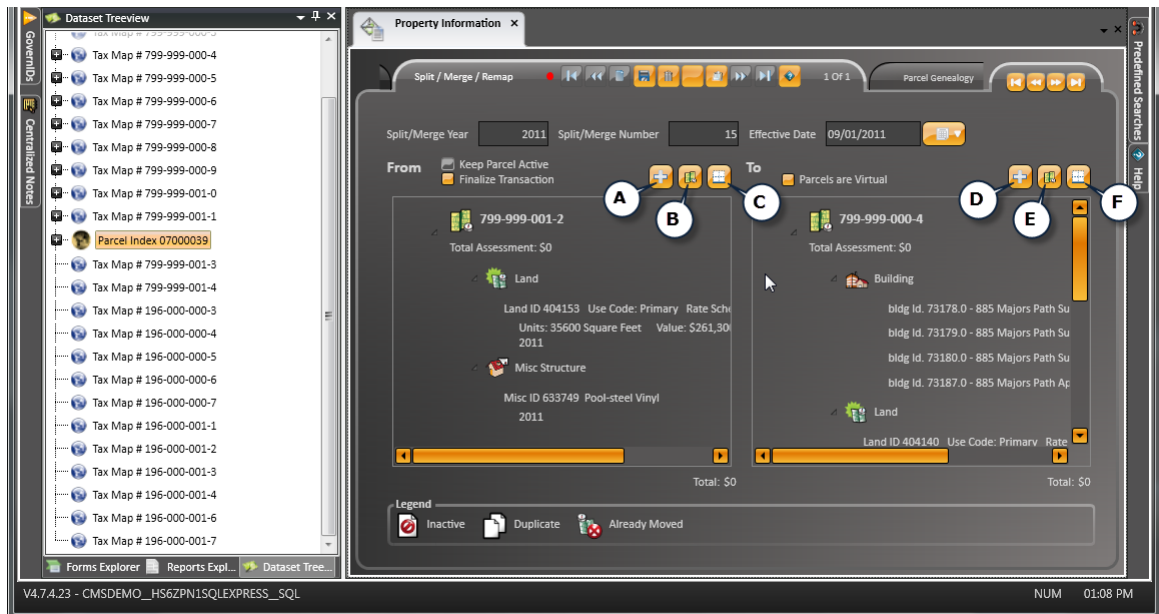 Dataset Treeview
Tax Map # 799-999-000-3
Tax Map # 799-999-000-4
Tax Map # 799-999-000-5
Tax Map # 799-999-000-6
Tax Map # 799-999-000-7
Tax Map # 799-999-000-8
Tax Map # 799-999-000-9
Tax Map # 799-999-001-0
Tax Map # 799-999-001-1
Parcel Index 07000039
Tax Map # 799-999-001-3
Tax Map # 799-999-001-4
Tax Map # 196-000-000-3
Tax Map # 196-000-000-4
Tax Map # 196-000-000-5
Tax Map # 196-000-000-6
Tax Map # 196-000-000-7
Tax Map # 196-000-001-1
Tax Map # 196-000-001-2
Tax Map # 196-000-001-3
Tax Map # 196-000-001-4
Tax Map # 196-000-001-6
Tax Map # 196-000-001-7
Forms Explorer Reports Expl... Dataset Tree...
GovernIDs
Centralized Notes
Property Information
Split / Merge / Remap 1 Of 1 Parcel Genealogy
Split/Merge Year 2011 Split/Merge Number 15 Effective Date 09/01/2011
From Keep Parcel Active
Finalize Transaction
To Parcels are Virtual
A B C D E F
799-999-001-2
Total Assessment: $0
Land
Land ID 404153 Use Code: Primary Rate Sch
Units: 35600 Square Feet Value: $261,30
2011
Misc Structure
Misc ID 633749 Pool-steel Vinyl
2011
Total: $0
799-999-000-4
Total Assessment: $0
Building
bldg Id. 73178.0 - 885 Majors Path Su
bldg Id. 73179.0 - 885 Majors Path Su
bldg Id. 73180.0 - 885 Majors Path Su
bldg Id. 73187.0 - 885 Majors Path Ap
Land
Land ID 404140 Use Code: Primary Rate
Total: $0
Legend
Inactive Duplicate Already Moved
Predefined Searches
Help
V4.7.4.23 - CMSDEMO__HS6ZPN1SQLEXPRESS__SQL NUM 01:08 PM